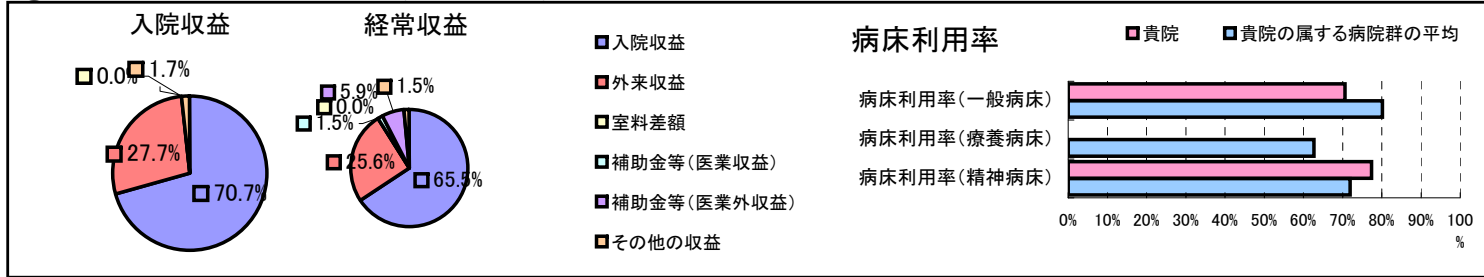 入院収益
0.0%
1.7%
27.7%
70.7%
経常収益
5.9%
1.5%
0.0%
1.5%
25.6%
65.5%
入院収益
外来収益
室料差額
補助金等(医業収益)
補助金等(医業外収益)
その他の収益
病床利用率
貴院
貴院の属する病院群の平均
病床利用率(一般病床)
病床利用率(療養病床)
病床利用率(精神病床)
0% 10% 20% 30% 40% 50% 60% 70% 80% 90% 100
%